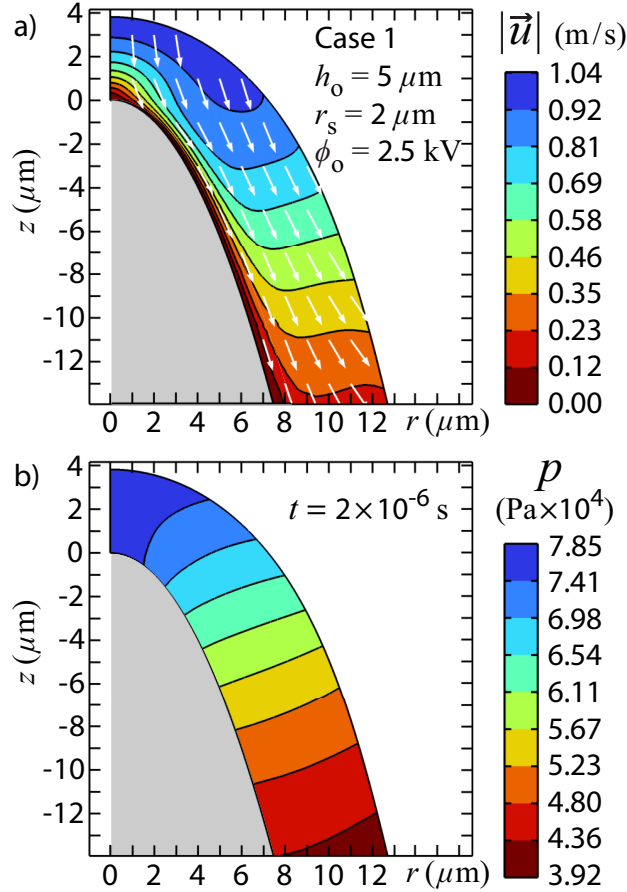 a)
Case 1
h_o = 5 μm
r_s = 2 μm
ϕ_o = 2.5 kV
|u⃗| (m/s)
1.04
0.92
0.81
0.69
0.58
0.46
0.35
0.23
0.12
0.00
z (μm)
4
2
0
-2
-4
-6
-8
-10
-12
0 2 4 6 8 10 12 r (μm)
b)
t = 2×10⁻⁶ s
p
(Pa×10⁴)
7.85
7.41
6.98
6.54
6.11
5.67
5.23
4.80
4.36
3.92
z (μm)
4
2
0
-2
-4
-6
-8
-10
-12
0 2 4 6 8 10 12 r (μm)